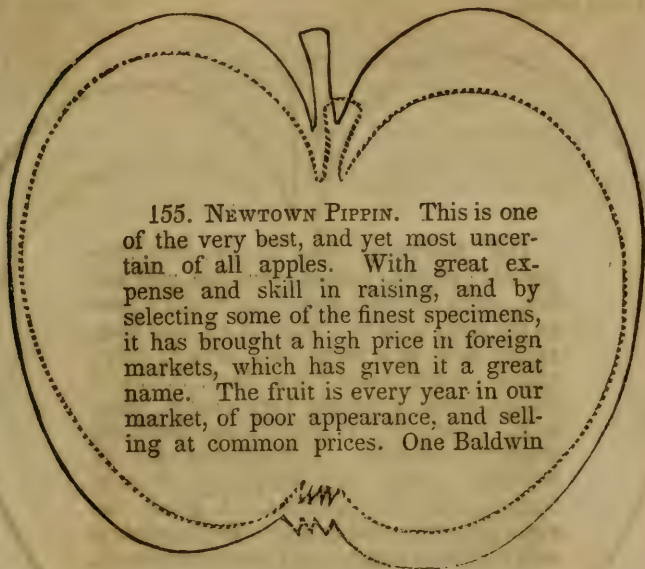 155. NEWTOWN PIPPIN. This is one
of the very best, and yet most uncer-
tain of all apples. With great ex-
pense and skill in raising, and by
selecting some of the finest specimens,
it has brought a high price in foreign
markets, which has given it a great
name. The fruit is every year in our
market, of poor appearance, and sell-
ing at common prices. One Baldwin